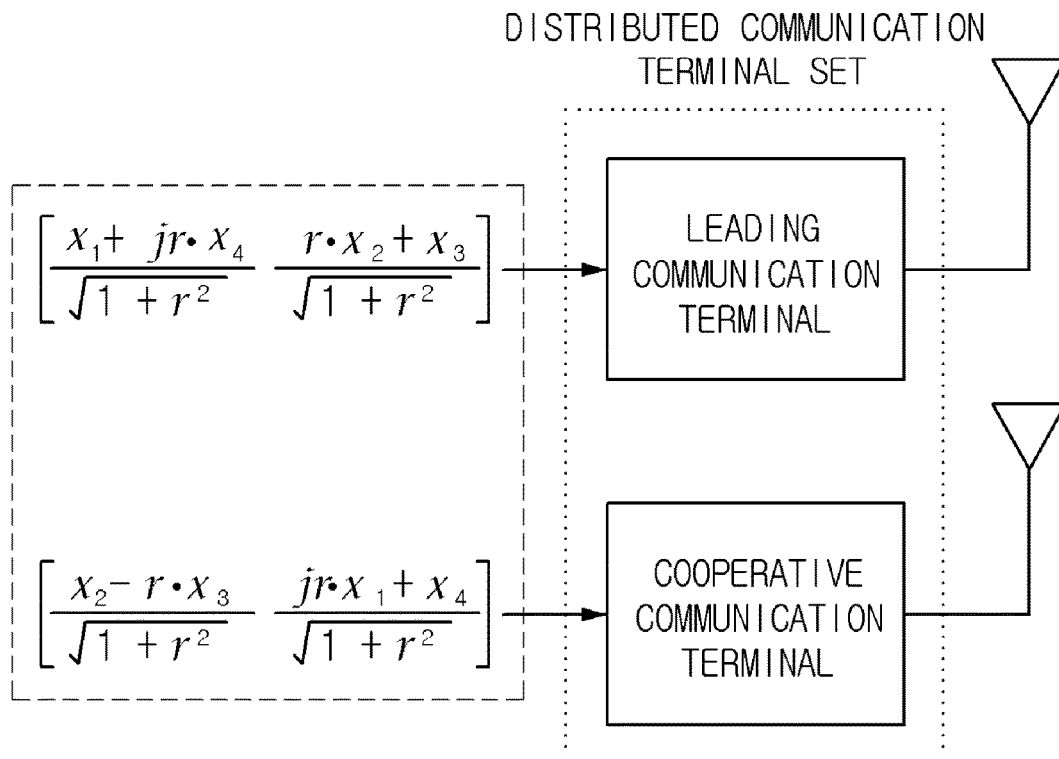 DISTRIBUTED COMMUNICATION
TERMINAL SET
[ (x₁ + jr•x₄)/√(1 + r²)  (r•x₂ + x₃)/√(1 + r²) ]
LEADING
COMMUNICATION
TERMINAL
[ (x₂ − r•x₃)/√(1 + r²)  (jr•x₁ + x₄)/√(1 + r²) ]
COOPERATIVE
COMMUNICATION
TERMINAL